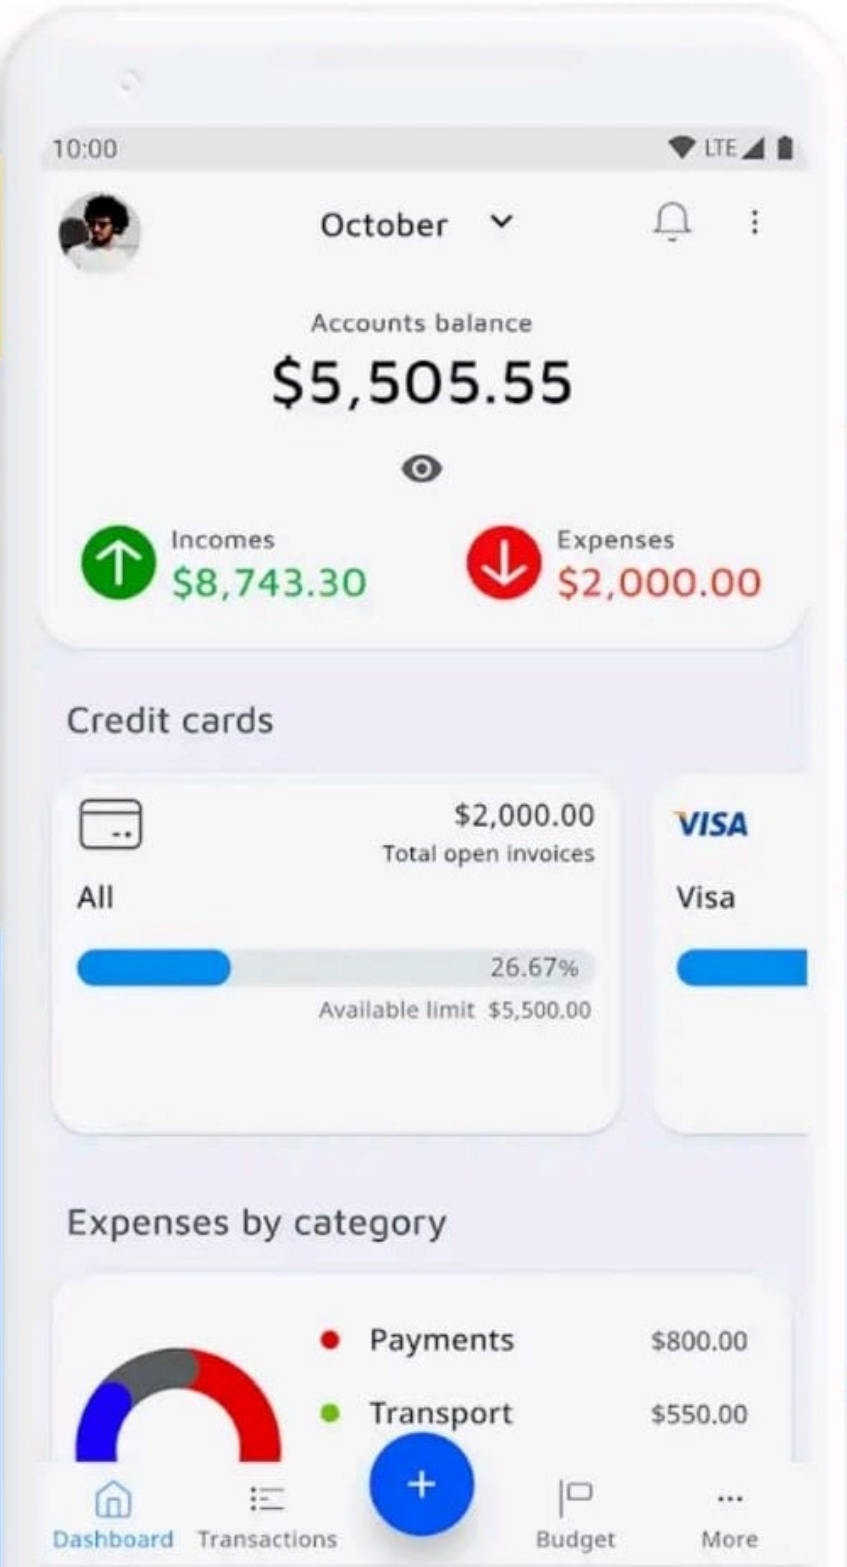 10:00 LTE
October
Accounts balance
$5,505.55
Incomes
$8,743.30
Expenses
$2,000.00
Credit cards
$2,000.00
Total open invoices
All
26.67%
Available limit $5,500.00
VISA
Visa
Expenses by category
Payments $800.00
Transport $550.00
+
Dashboard Transactions Budget More